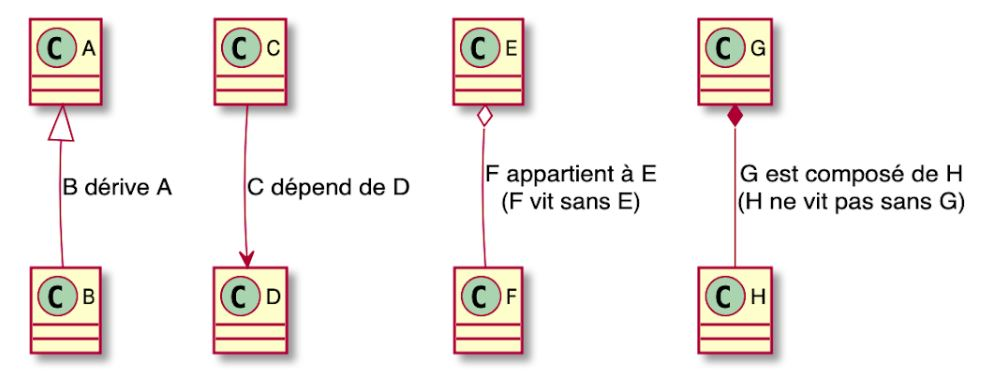 C A
C C
C E
C G
B dérive A
C dépend de D
F appartient à E
(F vit sans E)
G est composé de H
(H ne vit pas sans G)
C B
C D
C F
C H